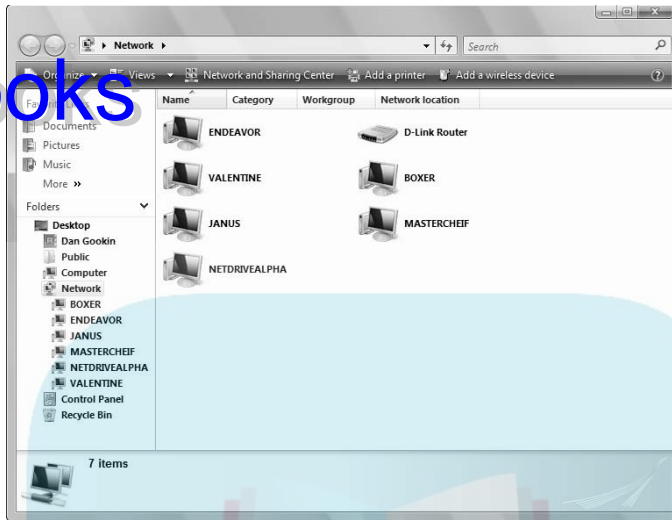 Network
Search
Organize Views Network and Sharing Center Add a printer Add a wireless device
ooks
Name Category Workgroup Network location
Documents
Pictures
Music
More »
Folders
Desktop
Dan Gookin
Public
Computer
Network
BOXER
ENDEAVOR
JANUS
MASTERCHEIF
NETDRIVEALPHA
VALENTINE
Control Panel
Recycle Bin
ENDEAVOR
D-Link Router
VALENTINE
BOXER
JANUS
MASTERCHEIF
NETDRIVEALPHA
7 items